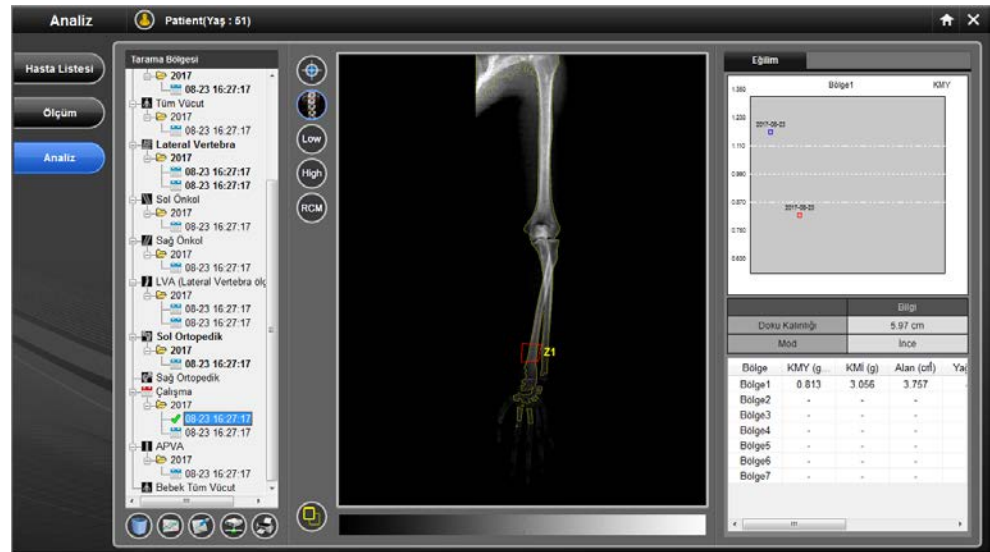 Analiz
Patient(Yaş : 51)
Hasta Listesi
Ölçüm
Analiz
Tarama Bölgesi
2017
08-23 16:27:17
Tüm Vücut
2017
08-23 16:27:17
Lateral Vertebra
2017
08-23 16:27:17
08-23 16:27:17
Sol Önkol
2017
08-23 16:27:17
Sağ Önkol
2017
08-23 16:27:17
LVA (Lateral Vertebra ölç
2017
08-23 16:27:17
08-23 16:27:17
Sol Ortopedik
2017
08-23 16:27:17
Sağ Ortopedik
Çalışma
2017
08-23 16:27:17
08-23 16:27:17
APVA
2017
08-23 16:27:17
Bebek Tüm Vücut
Low
High
RCM
Z1
Eğilim
Bölge1 KMY
1.230
2017-08-23
1.110
0.990
0.870
2017-08-23
0.750
0.630
Bilgi
Doku Kalınlığı 5.97 cm
Mod İnce
Bölge KMY (g... KMİ (g) Alan (cm²) Yağ
Bölge1 0.813 3.056 3.757 -
Bölge2 - - -
Bölge3 - - -
Bölge4 - - -
Bölge5 - - -
Bölge6 - - -
Bölge7 - - -